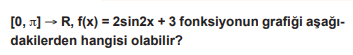 [0, π] → R, f(x) = 2sin2x + 3 fonksiyonun grafiği aşağı-
dakilerden hangisi olabilir?